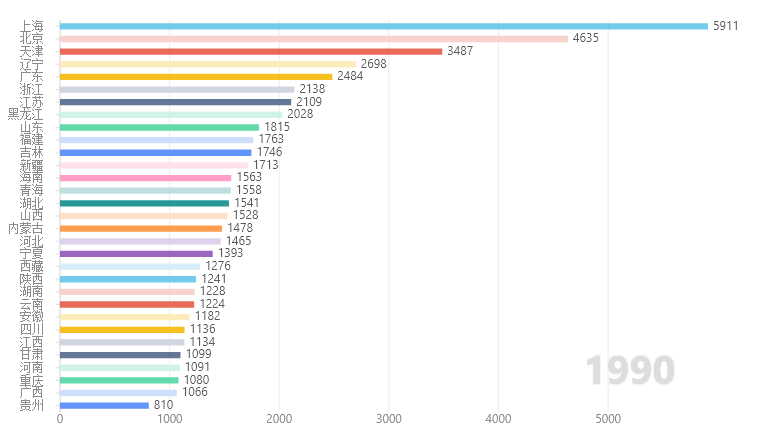 上海 5911
北京 4635
天津 3487
辽宁 2698
广东 2484
浙江 2138
江苏 2109
黑龙江 2028
山东 1815
福建 1763
吉林 1746
新疆 1713
海南 1563
青海 1558
湖北 1541
山西 1528
内蒙古 1478
河北 1465
宁夏 1393
西藏 1276
陕西 1241
湖南 1228
云南 1224
安徽 1182
四川 1136
江西 1134
甘肃 1099
河南 1091
重庆 1080
广西 1066
贵州 810
1990
0 1000 2000 3000 4000 5000